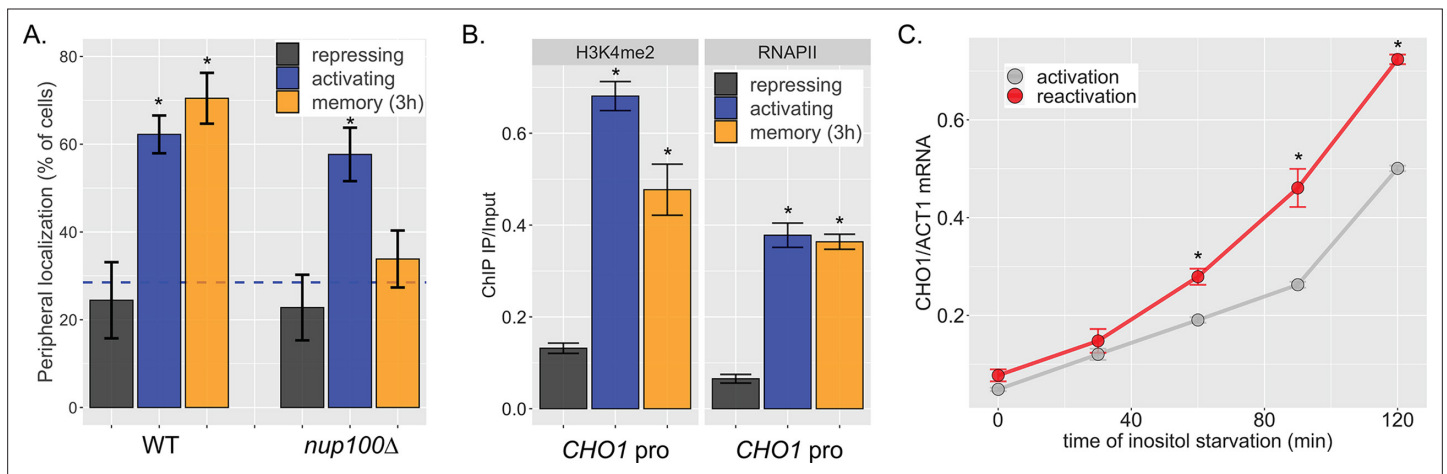 A.
Peripheral localization (% of cells)
80
60
40
20
0
repressing
activating
memory (3h)
*
*
*
WT
nup100Δ
B.
H3K4me2
RNAPII
ChIP IP/Input
0.6
0.4
0.2
0.0
repressing
activating
memory (3h)
*
*
*
*
CHO1 pro
CHO1 pro
C.
CHO1/ACT1 mRNA
0.6
0.4
0.2
activation
reactivation
*
*
*
0
40
80
120
time of inositol starvation (min)